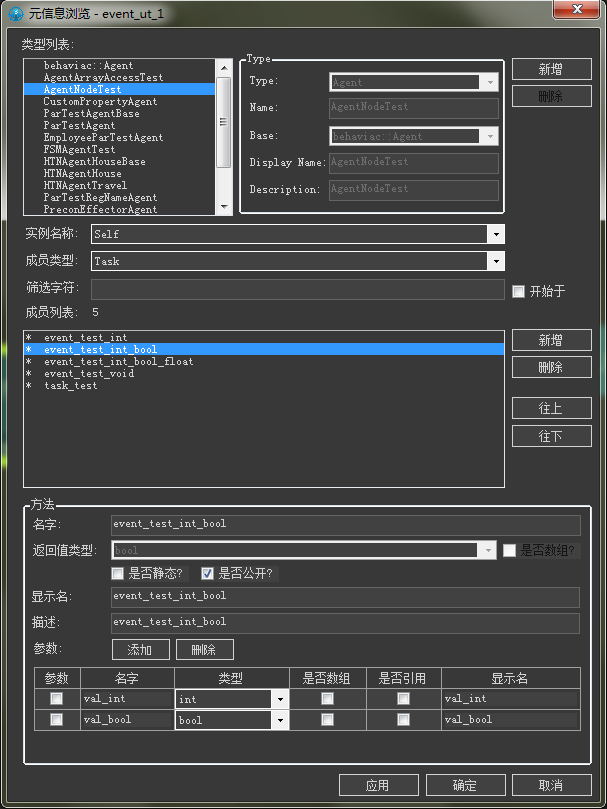 元信息浏览 - event_ut_1
类型列表:
behaviac::Agent
AgentArrayAccessTest
AgentNodeTest
CustomPropertyAgent
ParTestAgentBase
ParTestAgent
EmployeeParTestAgent
FSMAgentTest
HTNAgentHouseBase
HTNAgentHouse
HTNAgentTravel
ParTestRegNameAgent
PreconEffectorAgent
Type
Type: Agent
Name: AgentNodeTest
Base: behaviac::Agent
Display Name: AgentNodeTest
Description: AgentNodeTest
新增
删除
实例名称: Self
成员类型: Task
筛选字符: 开始于
成员列表: 5
* event_test_int
* event_test_int_bool
* event_test_int_bool_float
* event_test_void
* task_test
新增
删除
往上
往下
方法
名字: event_test_int_bool
返回值类型: bool 是否数组?
是否静态? 是否公开?
显示名: event_test_int_bool
描述: event_test_int_bool
参数: 添加 删除
参数 名字 类型 是否数组 是否引用 显示名
val_int int val_int
val_bool bool val_bool
应用 确定 取消